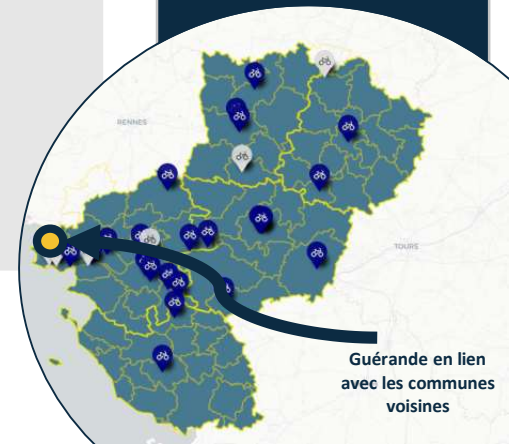 RENNES
TOURS
Guérande en lien
avec les communes
voisines